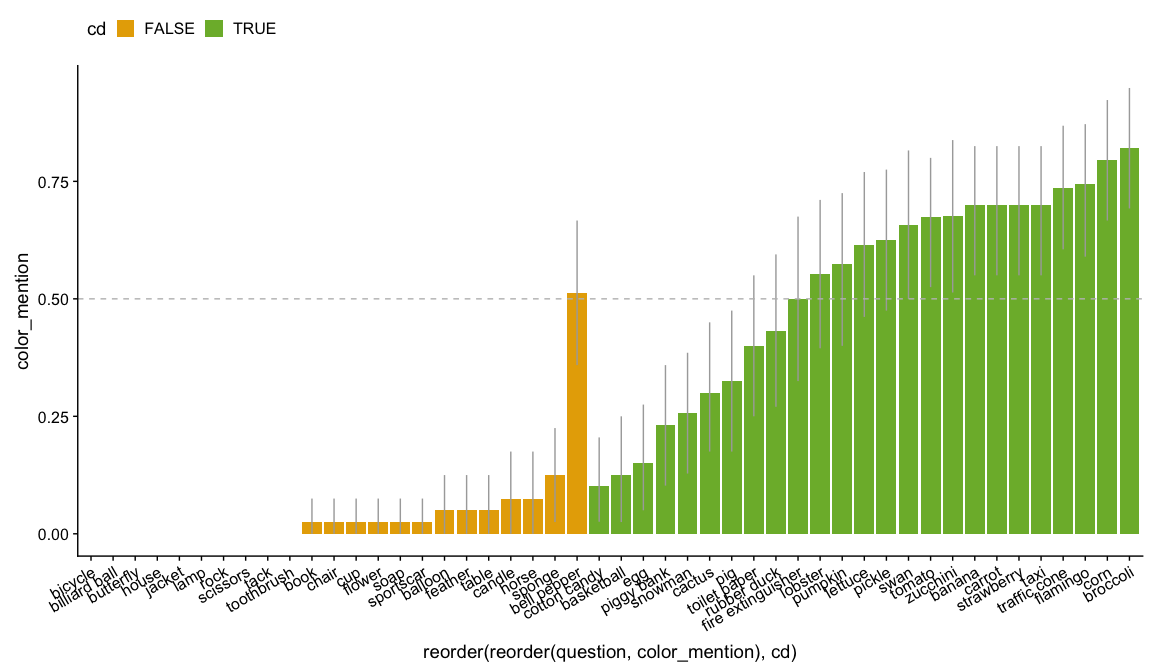 cd FALSE TRUE
color_mention
0.75
0.50
0.25
0.00
bicycle
billiard ball
butterfly
house
jacket
lamp
rock
scissors
tack
toothbrush
book
chair
cup
flower
soap
sportscar
balloon
feather
table
candle
horse
sponge
bell pepper
cotton candy
basketball
egg
piggy bank
snowman
cactus
pig
toilet paper
rubber duck
fire extinguisher
lobster
pumpkin
lettuce
pickle
swan
tomato
zucchini
banana
carrot
strawberry
taxi
traffic cone
flamingo
corn
broccoli
reorder(reorder(question, color_mention), cd)